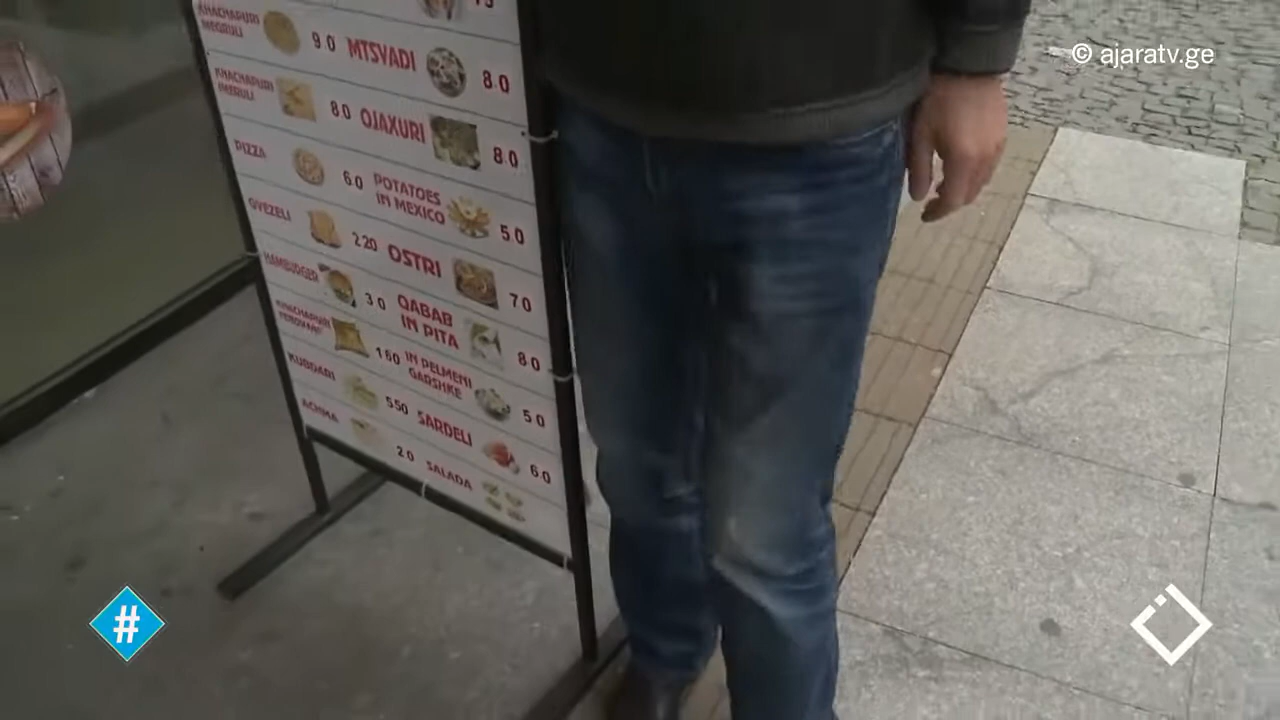 © ajaratv.ge
KHACHAPURI
MEGRULI
9.0
MTSVADI
8.0
KHACHAPURI
IMERULI
8.0
OJAXURI
8.0
PIZZA
6.0
POTATOES
IN MEXICO
5.0
GVEZELI
2.20
OSTRI
7.0
HAMBURGER
3.0
QABAB
IN PITA
8.0
KHACHAPURI
1.60
IN PELMENI
GARSHKE
5.0
KUBDARI
5.50
SARDELI
6.0
ACHMA
2.0
SALADA
#